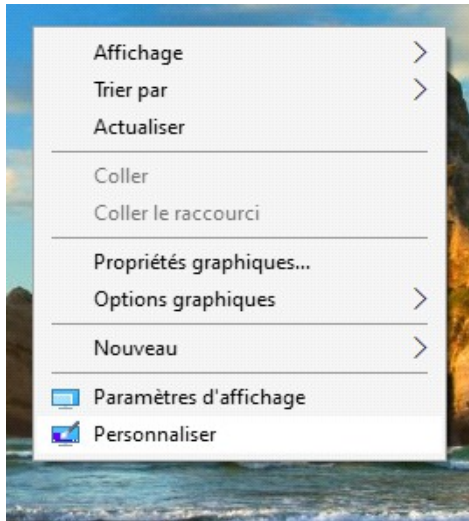 Affichage
Trier par
Actualiser
Coller
Coller le raccourci
Propriétés graphiques...
Options graphiques
Nouveau
Paramètres d'affichage
Personnaliser